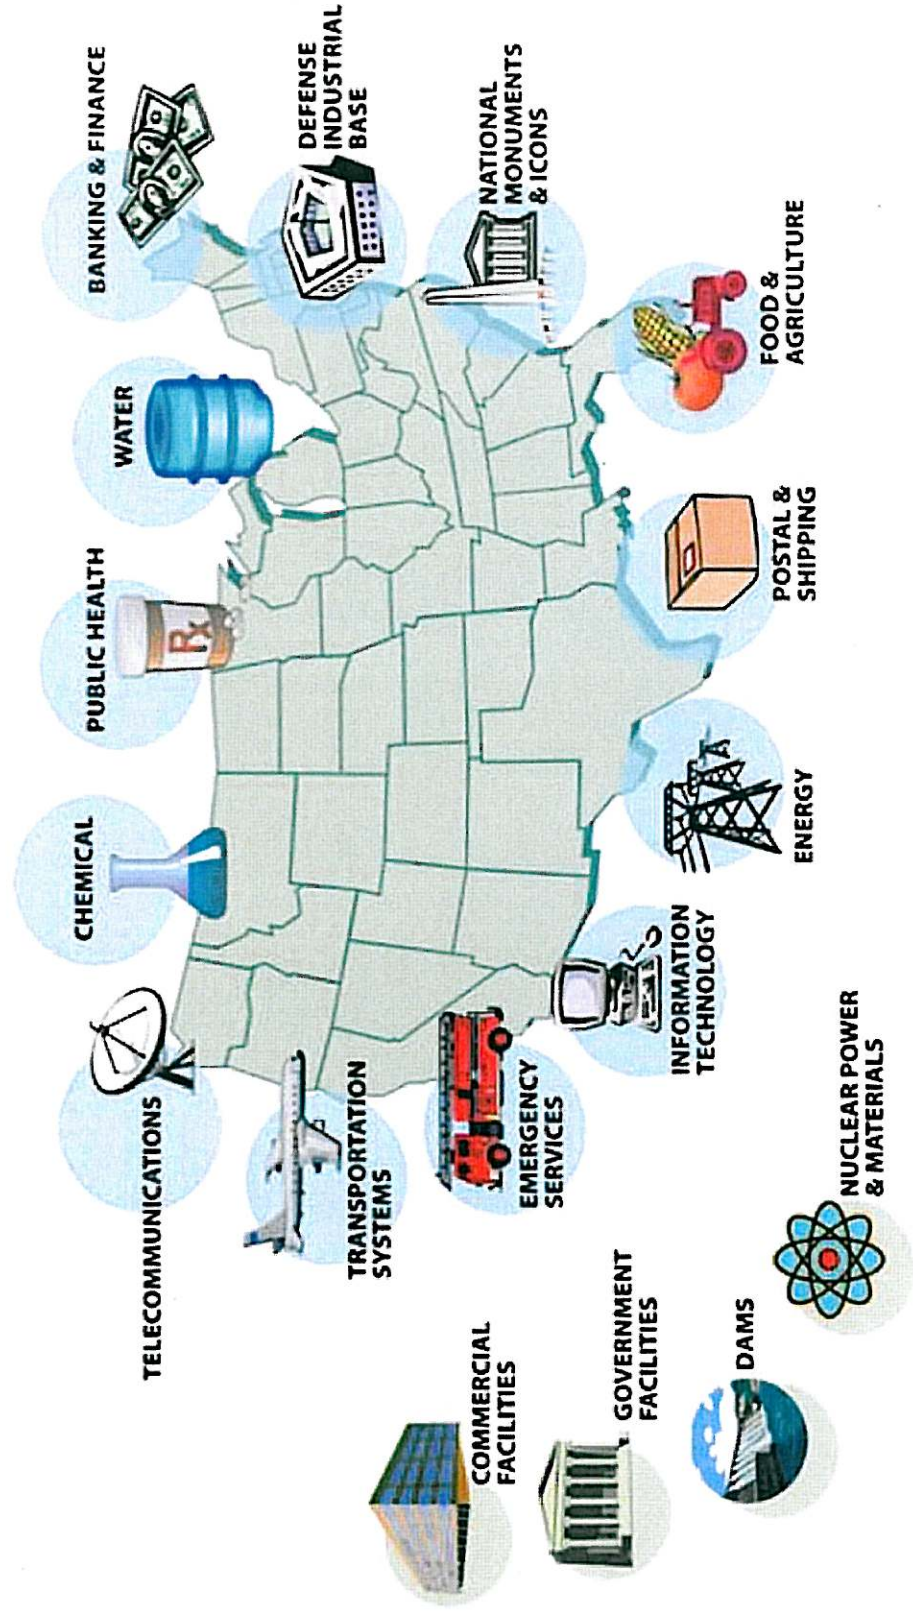 TELECOMMUNICATIONS
CHEMICAL
PUBLIC HEALTH
WATER
BANKING & FINANCE
TRANSPORTATION
SYSTEMS
DEFENSE
INDUSTRIAL
BASE
EMERGENCY
SERVICES
NATIONAL
MONUMENTS
& ICONS
COMMERCIAL
FACILITIES
GOVERNMENT
FACILITIES
INFORMATION
TECHNOLOGY
DAMS
ENERGY
POSTAL &
SHIPPING
FOOD &
AGRICULTURE
NUCLEAR POWER
& MATERIALS
Rx